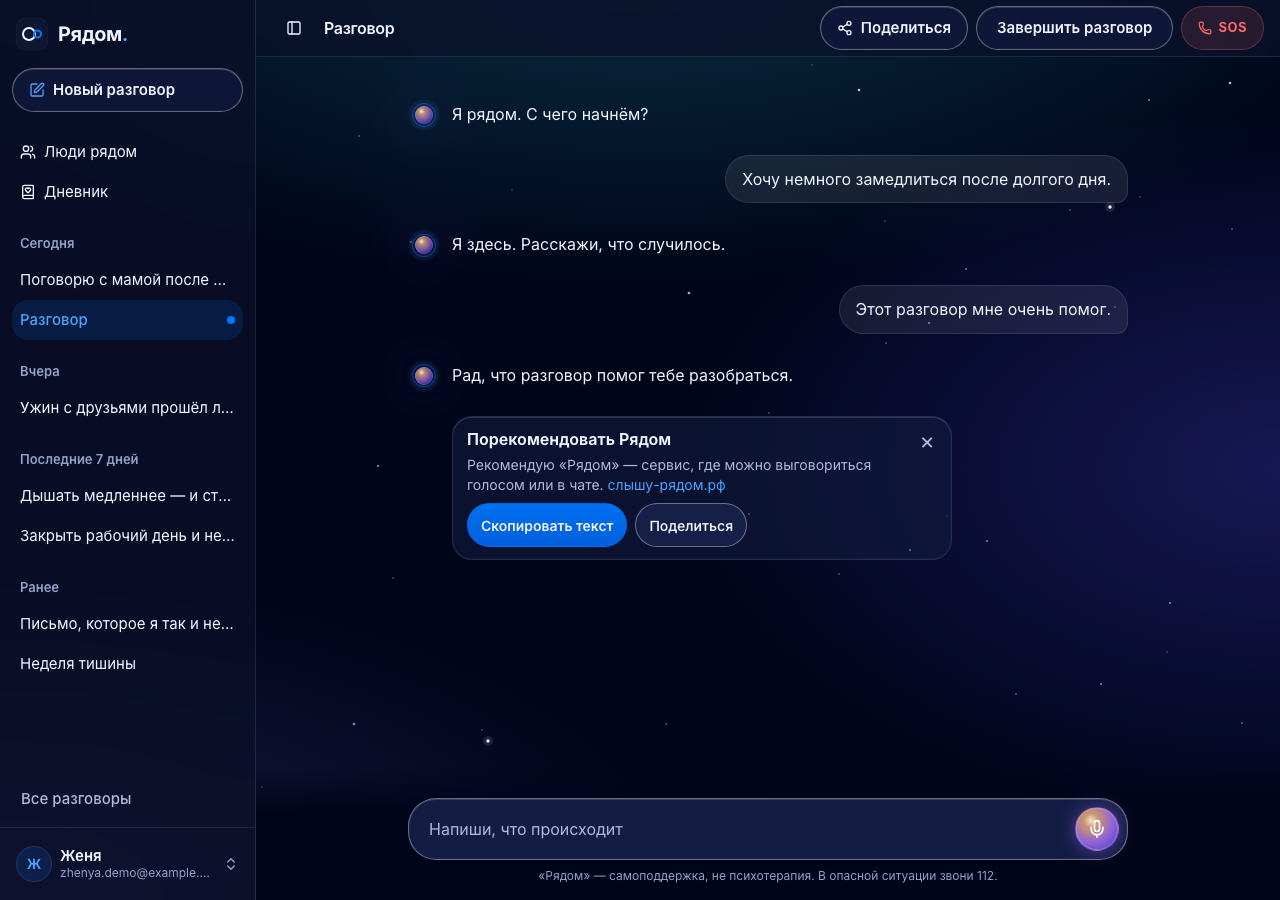 Рядом.
Новый разговор
Люди рядом
Дневник
Сегодня
Поговорю с мамой после ...
Разговор
Вчера
Ужин с друзьями прошёл л...
Последние 7 дней
Дышать медленнее — и ст...
Закрыть рабочий день и не...
Ранее
Письмо, которое я так и не...
Неделя тишины
Все разговоры
Ж
Женя
zhenya.demo@example....
Разговор
Поделиться
Завершить разговор
SOS
Я рядом. С чего начнём?
Хочу немного замедлиться после долгого дня.
Я здесь. Расскажи, что случилось.
Этот разговор мне очень помог.
Рад, что разговор помог тебе разобраться.
Порекомендовать Рядом
Рекомендую «Рядом» — сервис, где можно выговориться
голосом или в чате. слышу-рядом.рф
Скопировать текст
Поделиться
Напиши, что происходит
«Рядом» — самоподдержка, не психотерапия. В опасной ситуации звони 112.